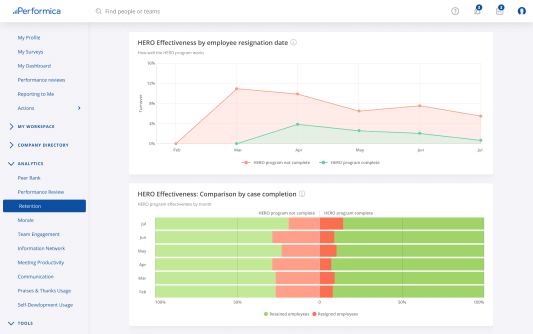 Performica
Find people or teams
My Profile
My Surveys
My Dashboard
Performance reviews
Reporting to Me
Actions
MY WORKSPACE
COMPANY DIRECTORY
ANALYTICS
Peer Rank
Performance Review
Retention
Morale
Team Engagement
Information Network
Meeting Productivity
Communication
Praises & Thanks Usage
Self-Development Usage
TOOLS
HERO Effectiveness by employee resignation date
How well the HERO program works
16%
12%
8%
4%
0%
Turnover
Feb Mar Apr May Jun Jul
HERO program not complete HERO program complete
HERO Effectiveness: Comparison by case completion
HERO program effectiveness by month
HERO program not complete HERO program complete
Jul
Jun
May
Apr
Mar
Feb
100% 50% 0 50% 100%
Retained employees Resigned employees